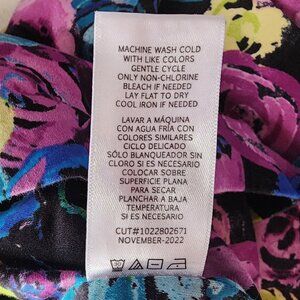 MACHINE WASH COLD
WITH LIKE COLORS
GENTLE CYCLE
ONLY NON-CHLORINE
BLEACH IF NEEDED
LAY FLAT TO DRY
COOL IRON IF NEEDED
LAVAR A MÁQUINA
CON AGUA FRÍA CON
COLORES SIMILARES
CICLO DELICADO
SÓLO BLANQUEADOR SIN
CLORO SI ES NECESARIO
COLOCAR SOBRE
SUPERFICIE PLANA
PARA SECAR
PLANCHAR A BAJA
TEMPERATURA
SI ES NECESARIO
CUT#1022802671
NOVEMBER-2022